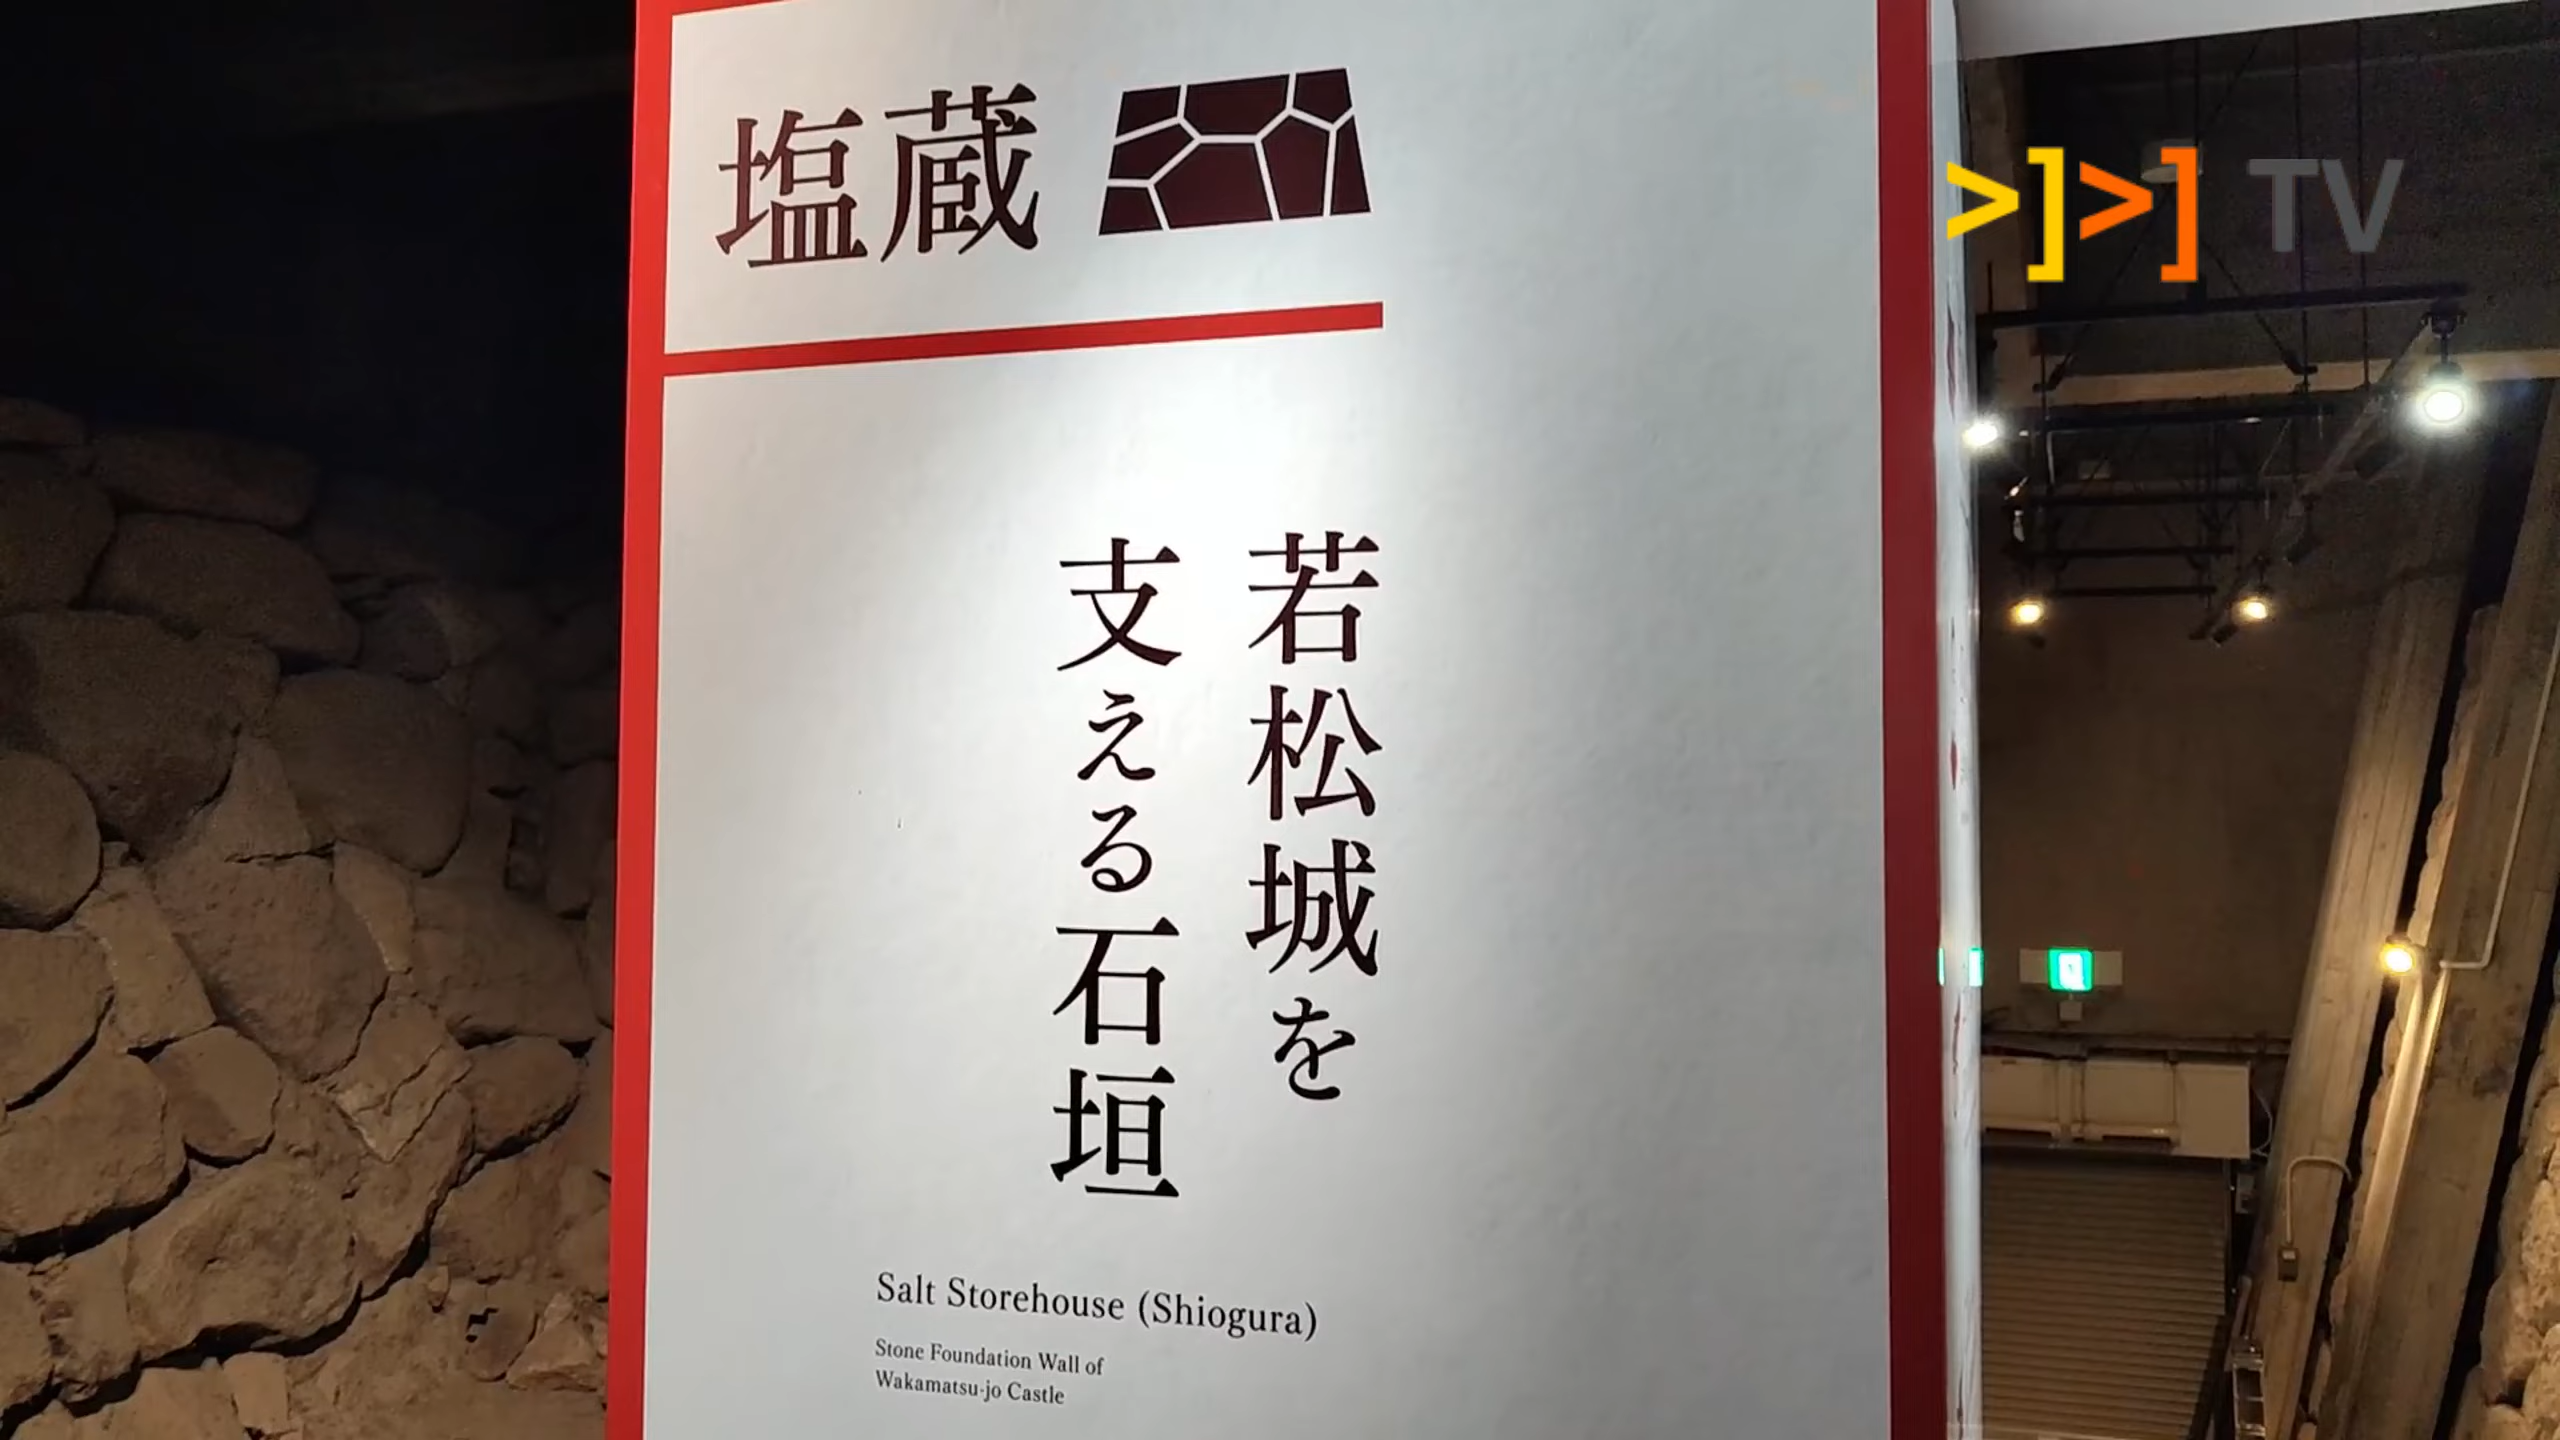 塩蔵
若松城を
支える石垣
Salt Storehouse (Shiogura)
Stone Foundation Wall of
Wakamatsu-jo Castle
>]>] TV